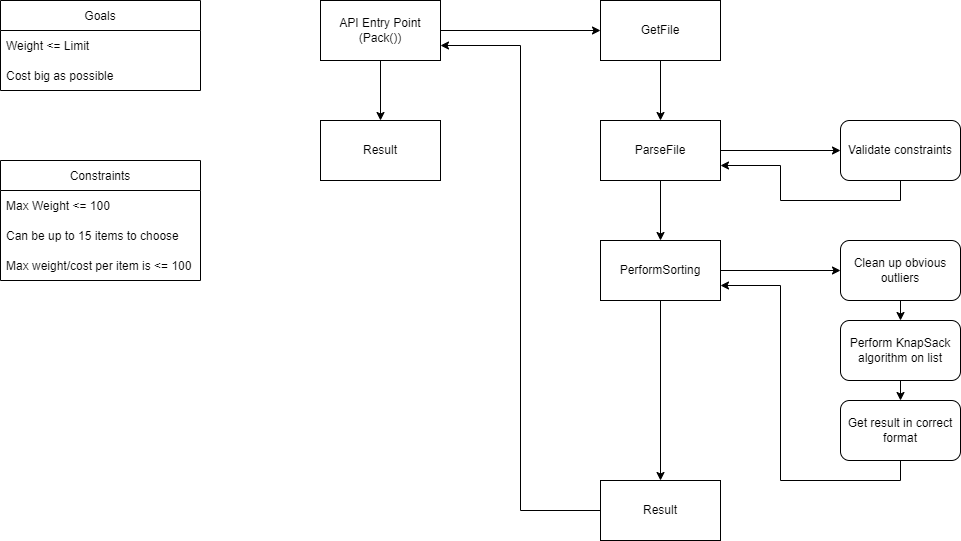 Goals
Weight <= Limit
Cost big as possible
Constraints
Max Weight <= 100
Can be up to 15 items to choose
Max weight/cost per item is <= 100
API Entry Point
(Pack())
Result
GetFile
ParseFile
Validate constraints
PerformSorting
Clean up obvious
outliers
Perform KnapSack
algorithm on list
Get result in correct
format
Result